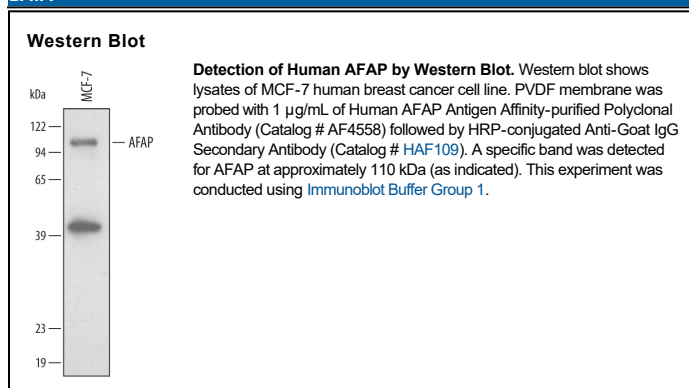 Western Blot
MCF-7
kDa
122
94
65
39
23
19
AFAP
Detection of Human AFAP by Western Blot. Western blot shows
lysates of MCF-7 human breast cancer cell line. PVDF membrane was
probed with 1 µg/mL of Human AFAP Antigen Affinity-purified Polyclonal
Antibody (Catalog # AF4558) followed by HRP-conjugated Anti-Goat IgG
Secondary Antibody (Catalog # HAF109). A specific band was detected
for AFAP at approximately 110 kDa (as indicated). This experiment was
conducted using Immunoblot Buffer Group 1.